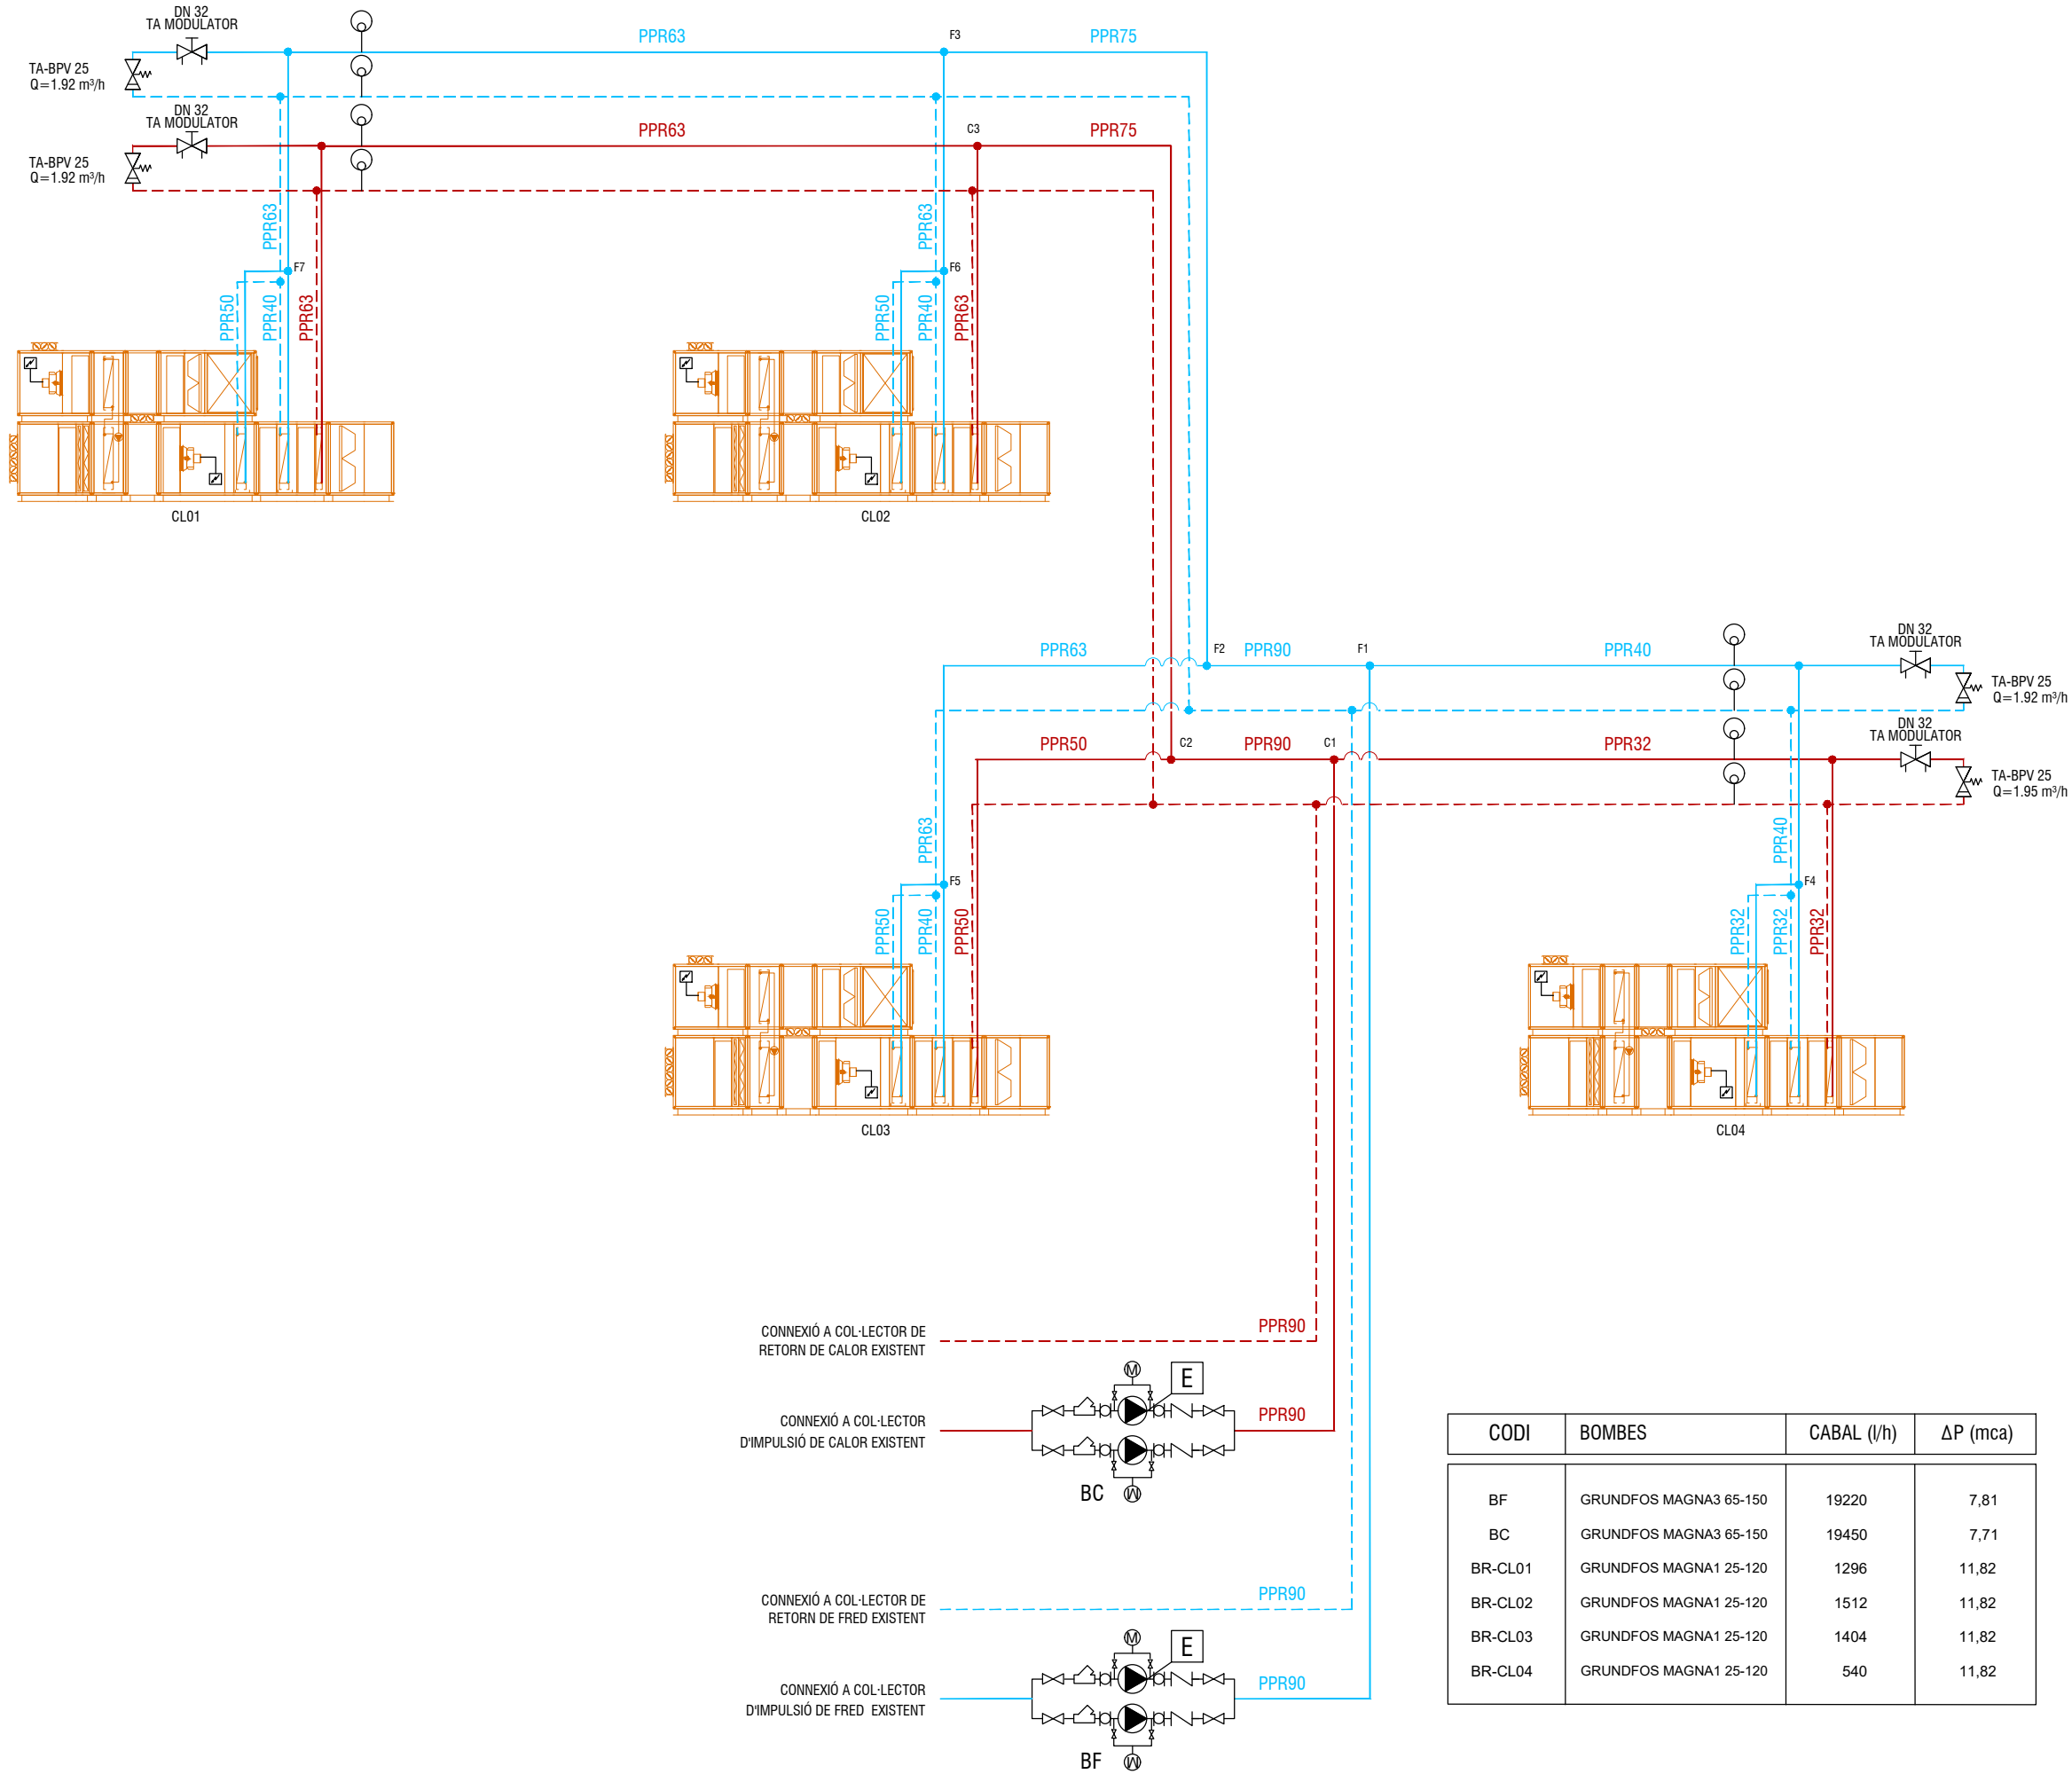 DN 32
TA MODULATOR
PPR63
F3
PPR75
TA-BPV 25
Q=1.92 m³/h
DN 32
TA MODULATOR
PPR63
C3
PPR75
TA-BPV 25
Q=1.92 m³/h
PPR63
F7
PPR50
PPR40
PPR63
PPR63
F6
PPR50
PPR40
PPR63
CL01
CL02
PPR63
F2
PPR90
F1
PPR40
DN 32
TA MODULATOR
TA-BPV 25
Q=1.92 m³/h
PPR50
C2
PPR90
C1
PPR32
DN 32
TA MODULATOR
TA-BPV 25
Q=1.95 m³/h
PPR63
F5
PPR50
PPR40
PPR50
PPR40
F4
PPR32
PPR32
PPR32
CL03
CL04
CONNEXIÓ A COL·LECTOR DE
RETORN DE CALOR EXISTENT
PPR90
M
E
CONNEXIÓ A COL·LECTOR
D'IMPULSIÓ DE CALOR EXISTENT
PPR90
BC
M
CONNEXIÓ A COL·LECTOR DE
RETORN DE FRED EXISTENT
PPR90
M
E
CONNEXIÓ A COL·LECTOR
D'IMPULSIÓ DE FRED EXISTENT
PPR90
BF
M
CODI BOMBES CABAL (l/h) ΔP (mca)
BF GRUNDFOS MAGNA3 65-150 19220 7,81
BC GRUNDFOS MAGNA3 65-150 19450 7,71
BR-CL01 GRUNDFOS MAGNA1 25-120 1296 11,82
BR-CL02 GRUNDFOS MAGNA1 25-120 1512 11,82
BR-CL03 GRUNDFOS MAGNA1 25-120 1404 11,82
BR-CL04 GRUNDFOS MAGNA1 25-120 540 11,82